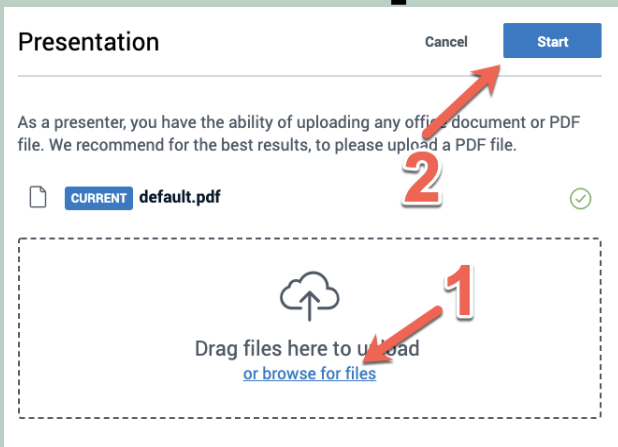 Presentation
Cancel
Start
As a presenter, you have the ability of uploading any office document or PDF
file. We recommend for the best results, to please upload a PDF file.
CURRENT default.pdf
2
1
Drag files here to upload
or browse for files